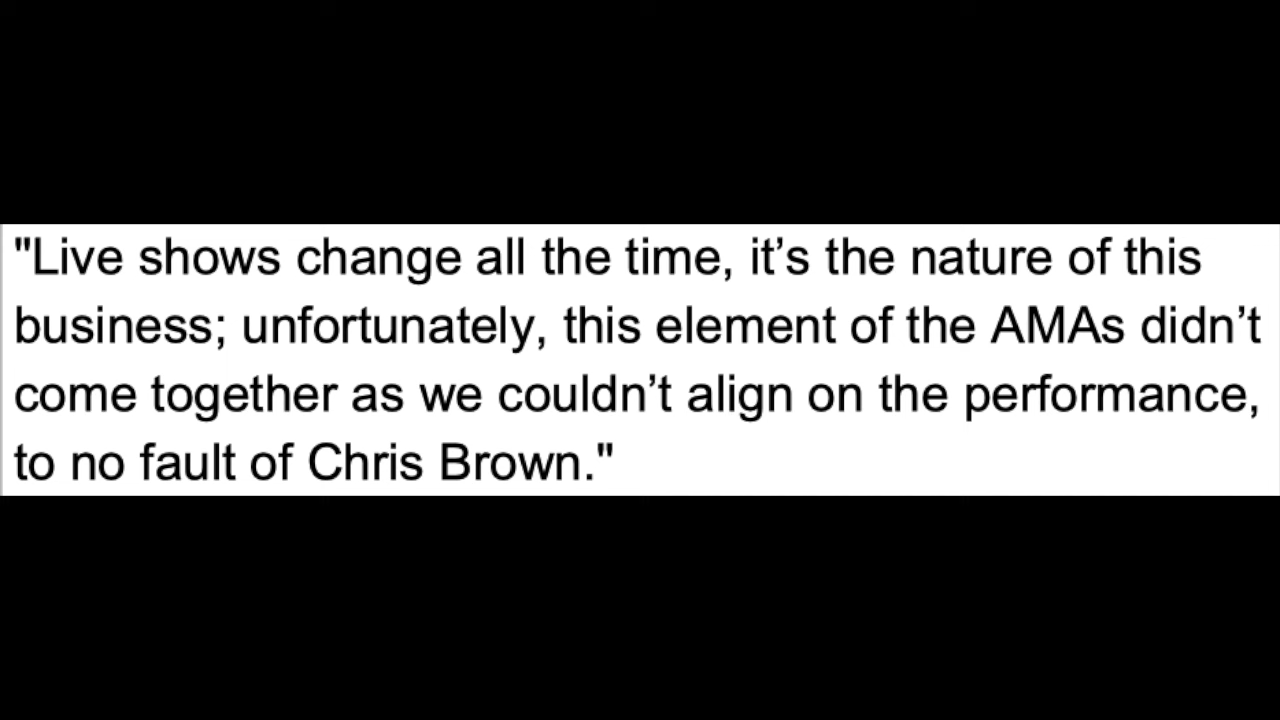 "Live shows change all the time, it’s the nature of this
business; unfortunately, this element of the AMAs didn’t
come together as we couldn’t align on the performance,
to no fault of Chris Brown."